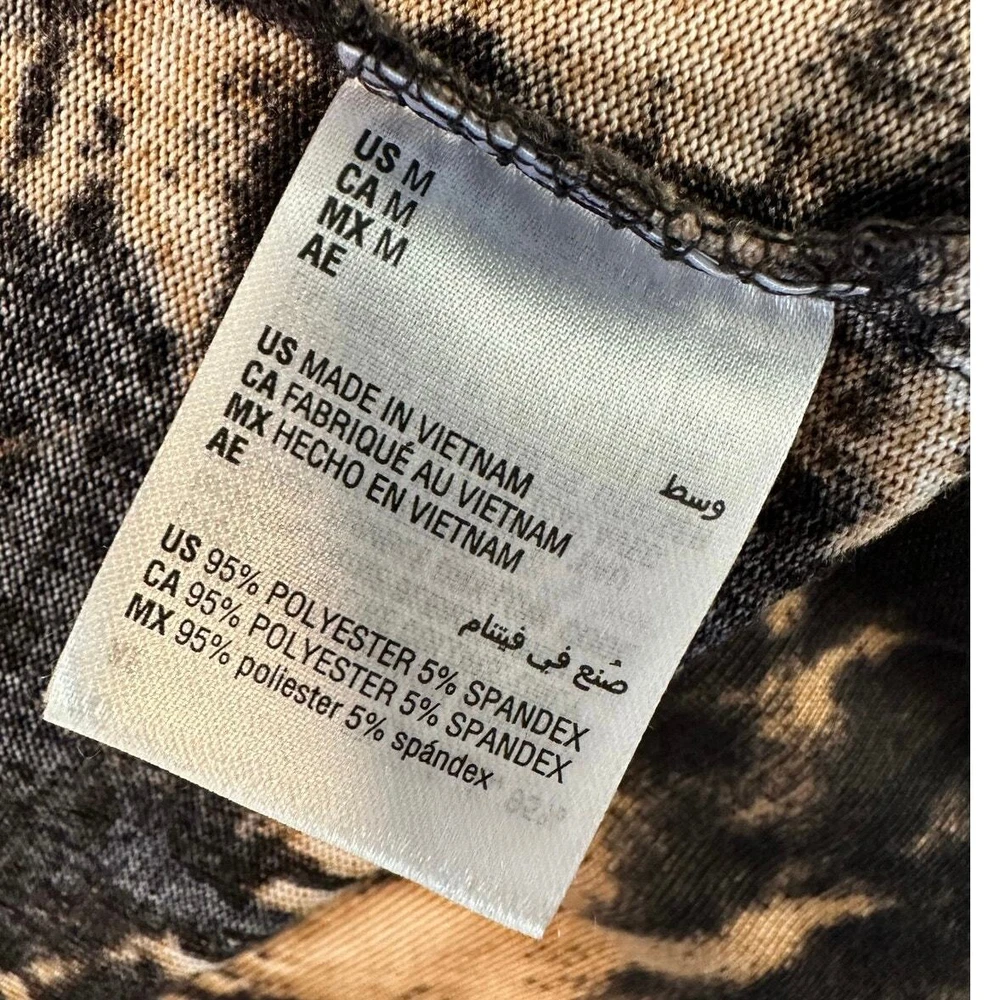 US M
CA M
MX M
AE
وسط
US MADE IN VIETNAM
CA FABRIQUÉ AU VIETNAM
MX HECHO EN VIETNAM
AE
صُنع في فيتنام
US 95% POLYESTER 5% SPANDEX
CA 95% POLYESTER 5% SPANDEX
MX 95% poliester 5% spándex